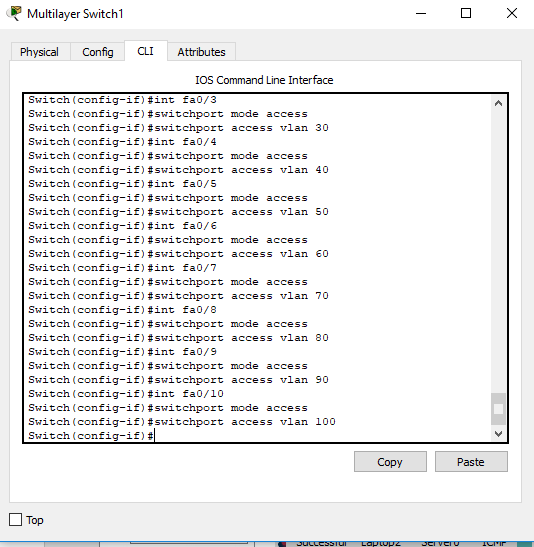 Multilayer Switch1
Physical Config CLI Attributes
IOS Command Line Interface
Switch(config-if)#int fa0/3
Switch(config-if)#switchport mode access
Switch(config-if)#switchport access vlan 30
Switch(config-if)#int fa0/4
Switch(config-if)#switchport mode access
Switch(config-if)#switchport access vlan 40
Switch(config-if)#int fa0/5
Switch(config-if)#switchport mode access
Switch(config-if)#switchport access vlan 50
Switch(config-if)#int fa0/6
Switch(config-if)#switchport mode access
Switch(config-if)#switchport access vlan 60
Switch(config-if)#int fa0/7
Switch(config-if)#switchport mode access
Switch(config-if)#switchport access vlan 70
Switch(config-if)#int fa0/8
Switch(config-if)#switchport mode access
Switch(config-if)#switchport access vlan 80
Switch(config-if)#int fa0/9
Switch(config-if)#switchport mode access
Switch(config-if)#switchport access vlan 90
Switch(config-if)#int fa0/10
Switch(config-if)#switchport mode access
Switch(config-if)#switchport access vlan 100
Switch(config-if)#
Copy Paste
Top
Successful Laptop2 Server0 ICMP